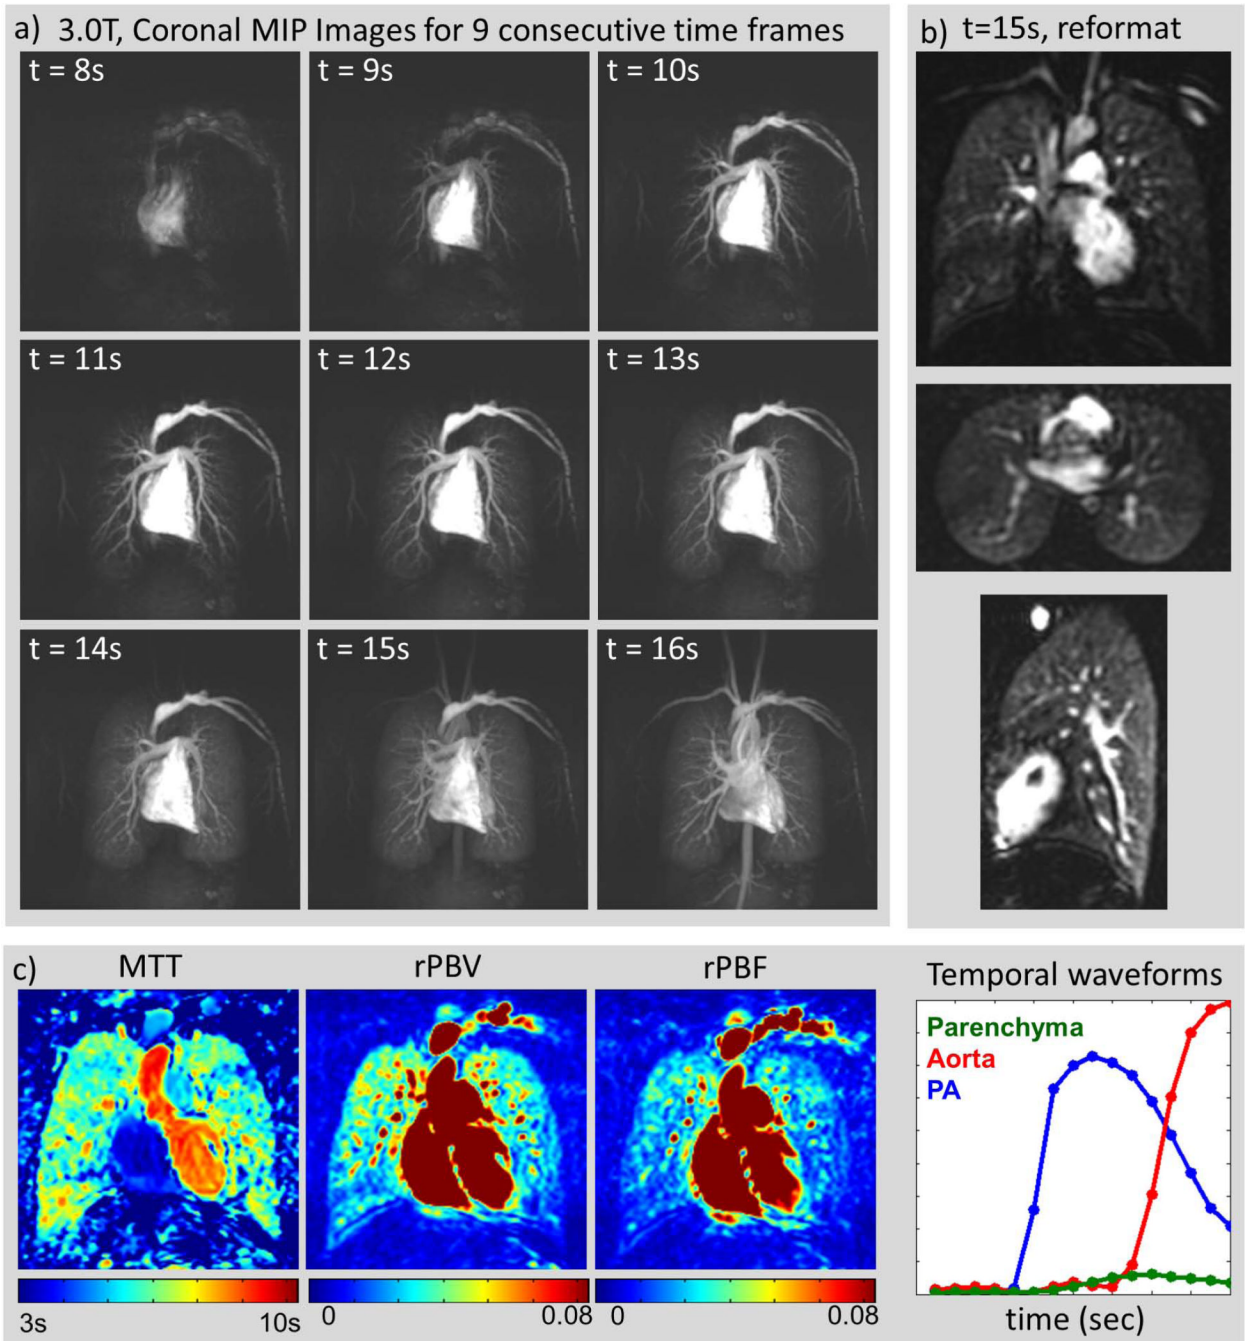 a) 3.0T, Coronal MIP Images for 9 consecutive time frames
t = 8s
t = 9s
t = 10s
t = 11s
t = 12s
t = 13s
t = 14s
t = 15s
t = 16s
b) t=15s, reformat
c) MTT
rPBV
rPBF
3s
10s
0
0.08
0
0.08
Temporal waveforms
Parenchyma
Aorta
PA
time (sec)